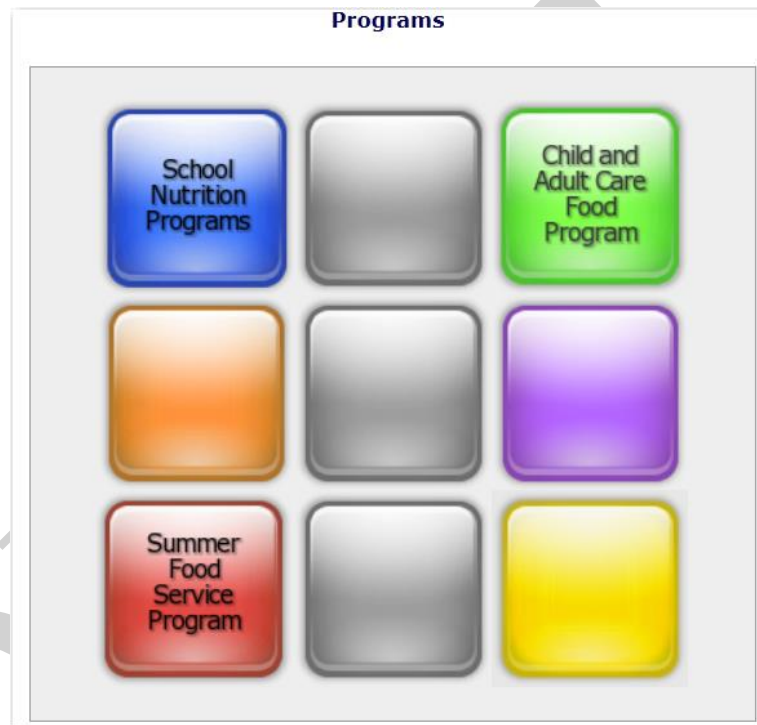 Programs
School
Nutrition
Programs
Child and
Adult Care
Food
Program
Summer
Food
Service
Program